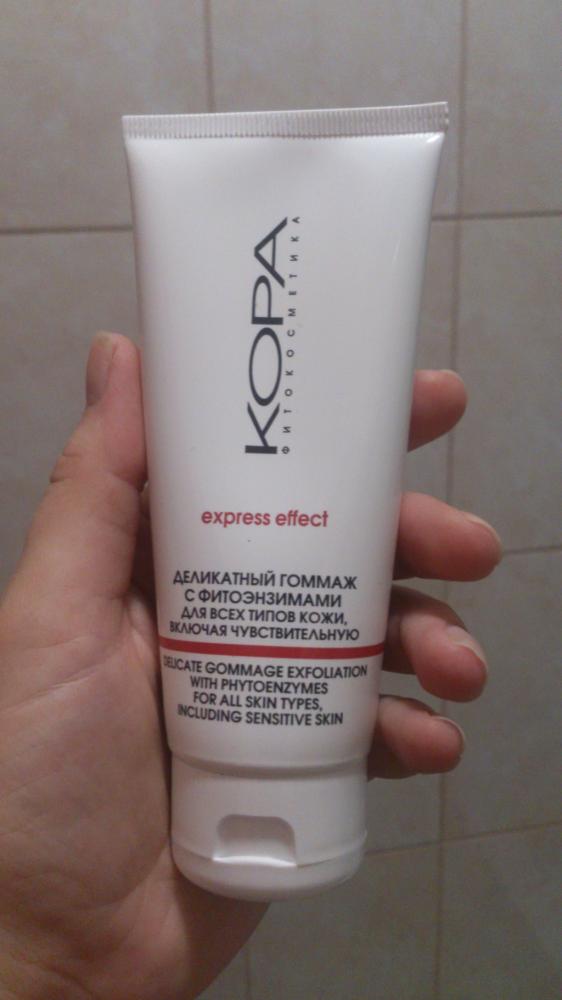 КОРА
ФИТОКОСМЕТИКА
express effect
ДЕЛИКАТНЫЙ ГОММАЖ
С ФИТОЭНЗИМАМИ
ДЛЯ ВСЕХ ТИПОВ КОЖИ,
ВКЛЮЧАЯ ЧУВСТВИТЕЛЬНУЮ
DELICATE GOMMAGE EXFOLIATION
WITH PHYTOENZYMES
FOR ALL SKIN TYPES,
INCLUDING SENSITIVE SKIN